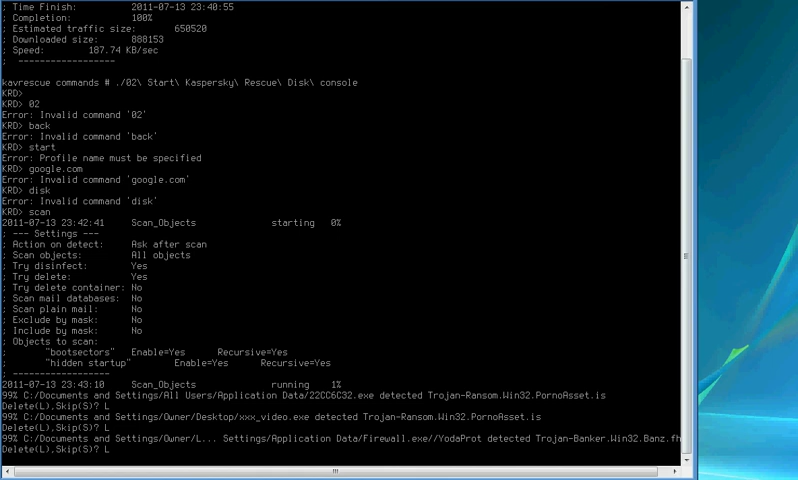 ; Time Finish: 2011-07-13 23:40:55
; Completion: 100%
; Estimated traffic size: 650520
; Downloaded size: 888153
; Speed: 187.74 KB/sec
; ------------------
kavrescue commands # ./02\ Start\ Kaspersky\ Rescue\ Disk\ console
KRD>
KRD> 02
Error: Invalid command '02'
KRD> back
Error: Invalid command 'back'
KRD> start
Error: Profile name must be specified
KRD> google.com
Error: Invalid command 'google.com'
KRD> disk
Error: Invalid command 'disk'
KRD> scan
2011-07-13 23:42:41 Scan_Objects starting 0%
; --- Settings ---
; Action on detect: Ask after scan
; Scan objects: All objects
; Try disinfect: Yes
; Try delete: Yes
; Try delete container: No
; Scan mail databases: No
; Scan plain mail: No
; Exclude by mask: No
; Include by mask: No
; Objects to scan:
; "bootsectors" Enable=Yes Recursive=Yes
; "hidden startup" Enable=Yes Recursive=Yes
; ------------------
2011-07-13 23:43:10 Scan_Objects running 1%
99% C:/Documents and Settings/All Users/Application Data/22CC6C32.exe detected Trojan-Ransom.Win32.PornoAsset.is
Delete(L),Skip(S)? L
99% C:/Documents and Settings/Owner/Desktop/xxx_video.exe detected Trojan-Ransom.Win32.PornoAsset.is
Delete(L),Skip(S)? L
99% C:/Documents and Settings/Owner/L... Settings/Application Data/Firewall.exe//YodaProt detected Trojan-Banker.Win32.Banz.fh
Delete(L),Skip(S)? L